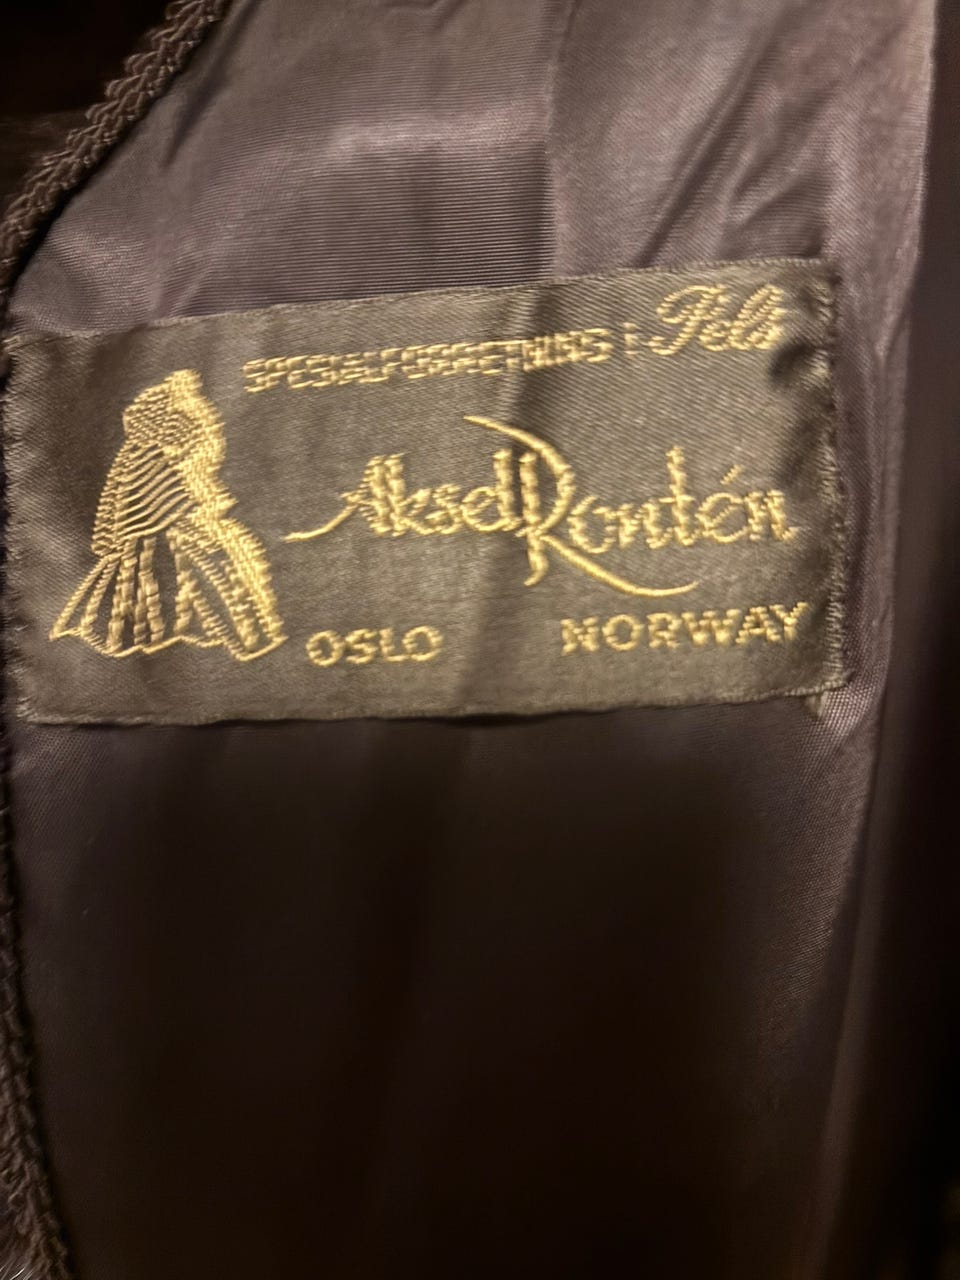 SPESIALFORRETNING i Pels
Aksel Rontén
OSLO NORWAY